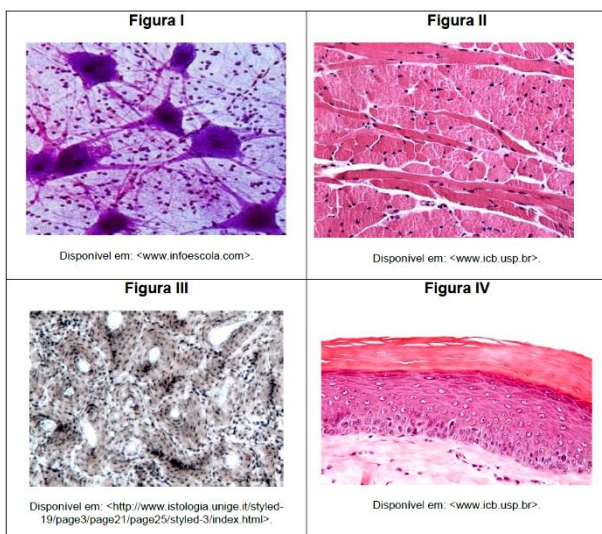 Figura I
Figura II
Disponível em: <www.infoescola.com>.
Disponível em: <www.icb.usp.br>.
Figura III
Figura IV
Disponível em: <http://www.istologia.unige.it/styled-
19/page3/page21/page25/styled-3/index.html>.
Disponível em: <www.icb.usp.br>.